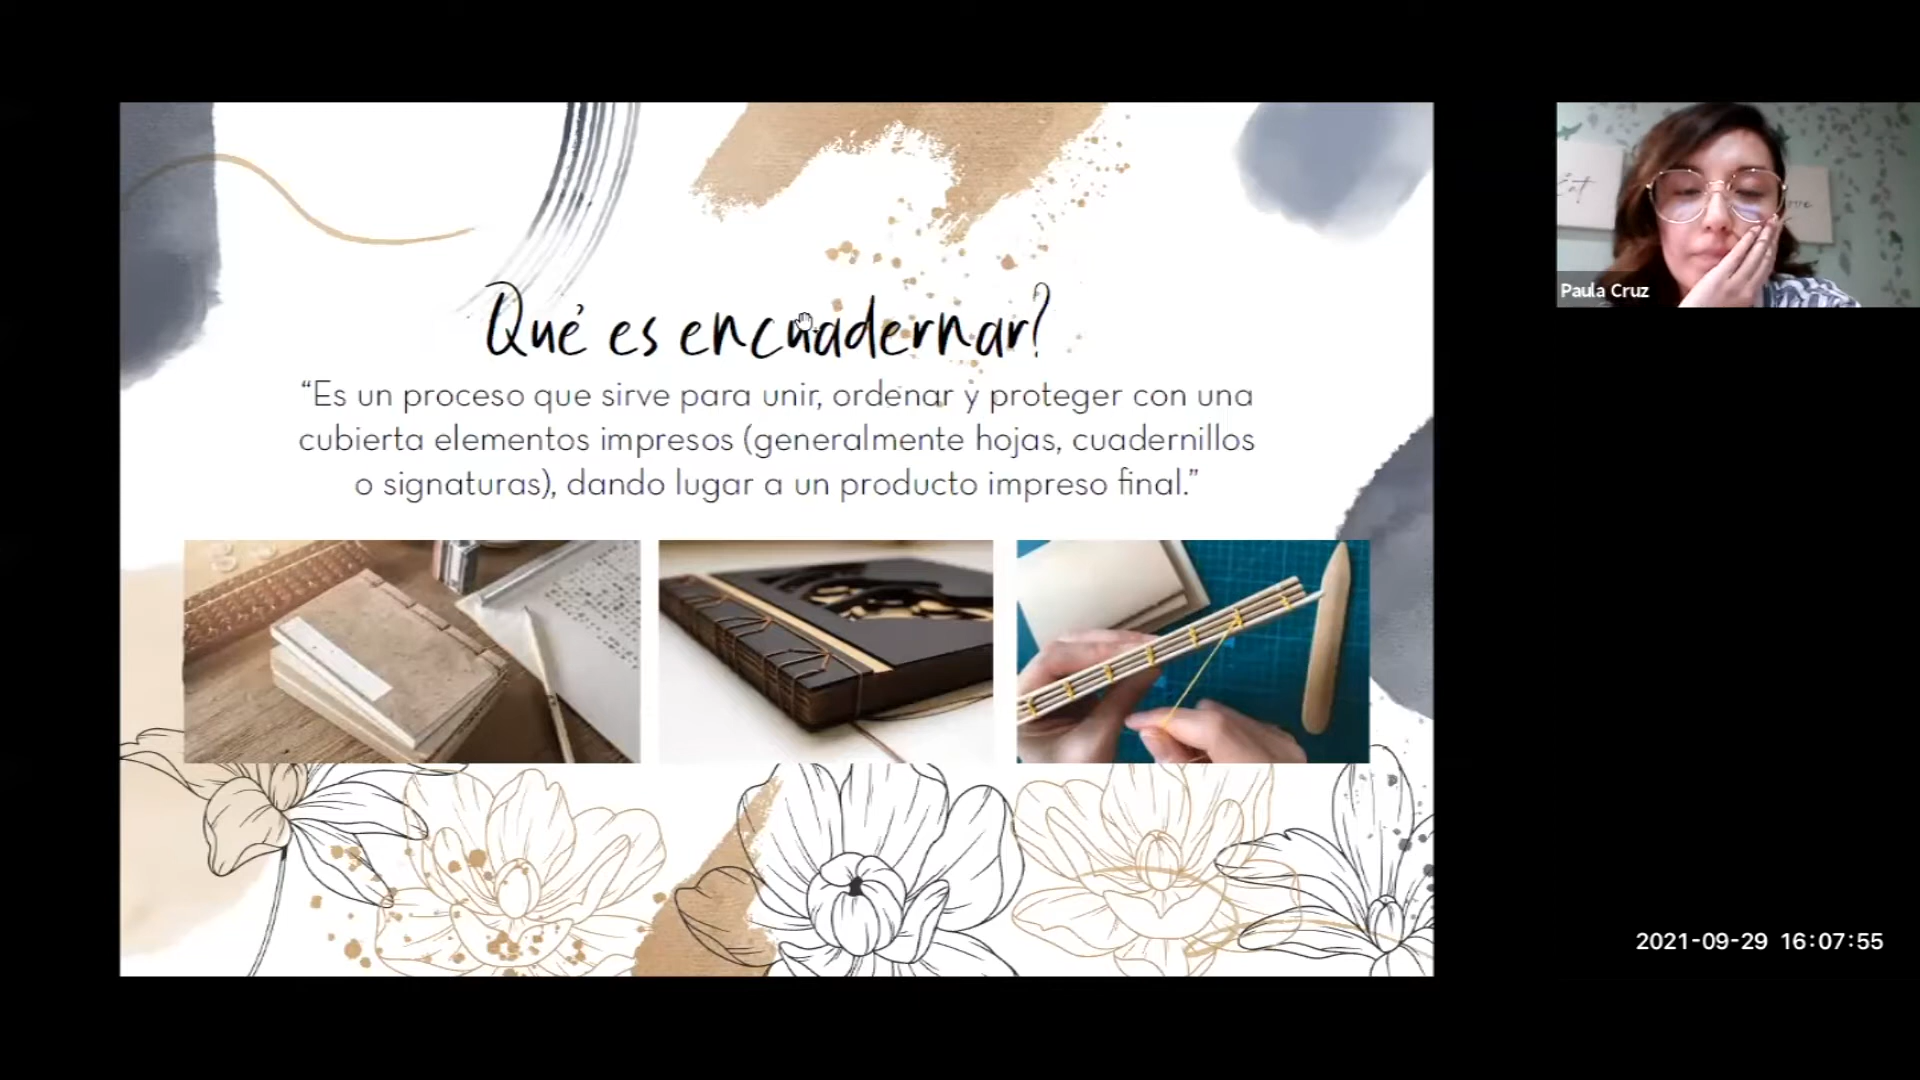 Qué es encuadernar?
“Es un proceso que sirve para unir, ordenar y proteger con una
cubierta elementos impresos (generalmente hojas, cuadernillos
o signaturas), dando lugar a un producto impreso final.”
Paula Cruz
2021-09-29 16:07:55